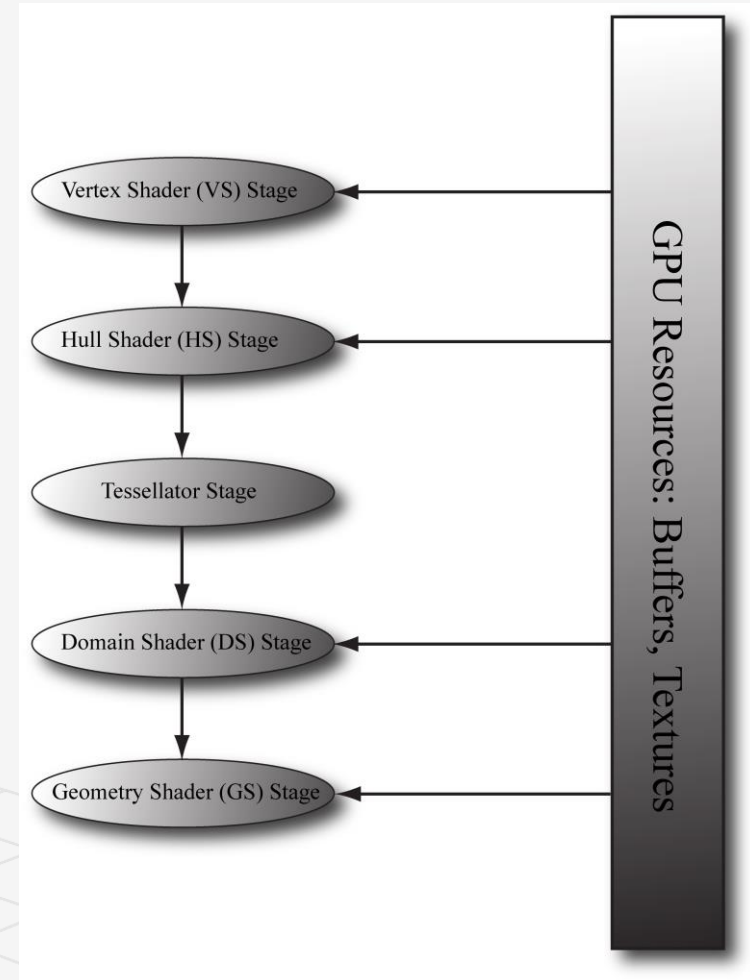 Vertex Shader (VS) Stage
Hull Shader (HS) Stage
Tessellator Stage
Domain Shader (DS) Stage
Geometry Shader (GS) Stage
GPU Resources: Buffers, Textures